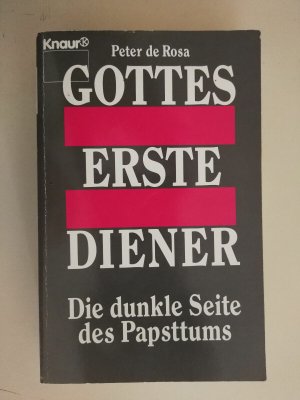 Knaur
Peter de Rosa
GOTTES
ERSTE
DIENER
Die dunkle Seite
des Papsttums